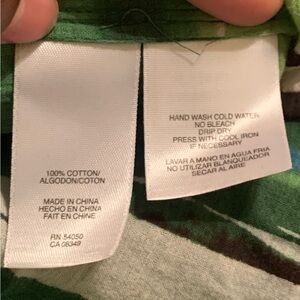 100% COTTON/
ALGODON/COTON
MADE IN CHINA
HECHO EN CHINA
FAIT EN CHINE
RN 54050
CA 08349
HAND WASH COLD WATER
NO BLEACH
DRIP DRY
PRESS WITH COOL IRON
IF NECESSARY
LAVAR A MANO EN AGUA FRIA
NO UTILIZAR BLANQUEADOR
SECAR AL AIRE